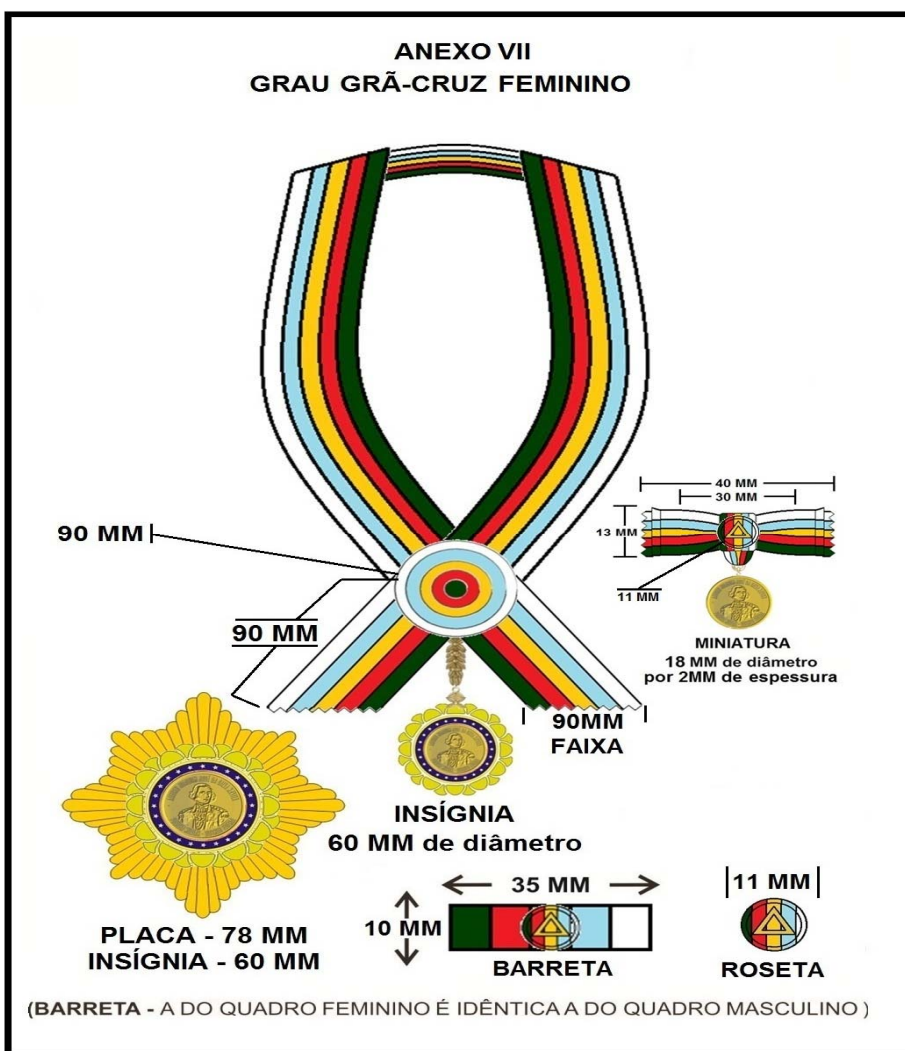 ANEXO VII
GRAU GRÃ-CRUZ FEMININO
40 MM
30 MM
13 MM
11 MM
MINIATURA
18 MM de diâmetro
por 2MM de espessura
90 MM
90 MM
90MM
FAIXA
INSÍGNIA
60 MM de diâmetro
PLACA - 78 MM
INSÍGNIA - 60 MM
35 MM
10 MM
BARRETA
11 MM
ROSETA
(BARRETA - A DO QUADRO FEMININO É IDÊNTICA A DO QUADRO MASCULINO )